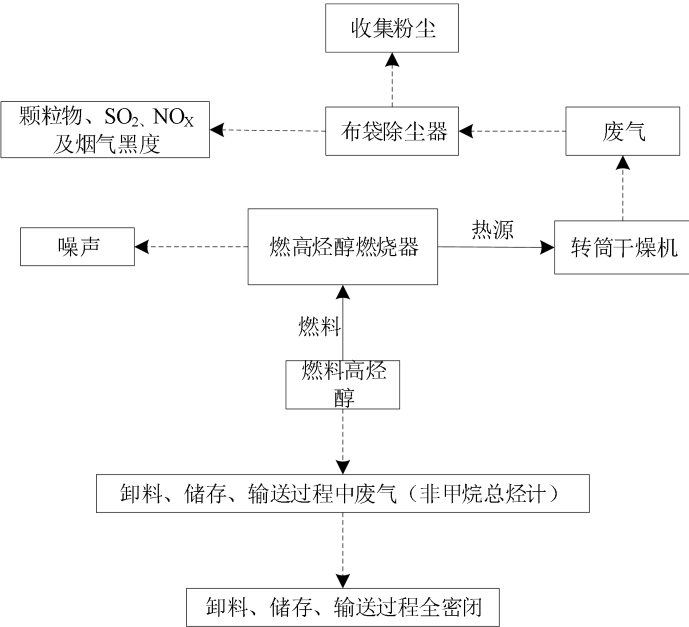 收集粉尘
颗粒物、SO2、NOX
及烟气黑度
布袋除尘器
废气
噪声
燃高烃醇燃烧器
热源
转筒干燥机
燃料
燃料高烃
醇
卸料、储存、输送过程中废气（非甲烷总烃计）
卸料、储存、输送过程全密闭